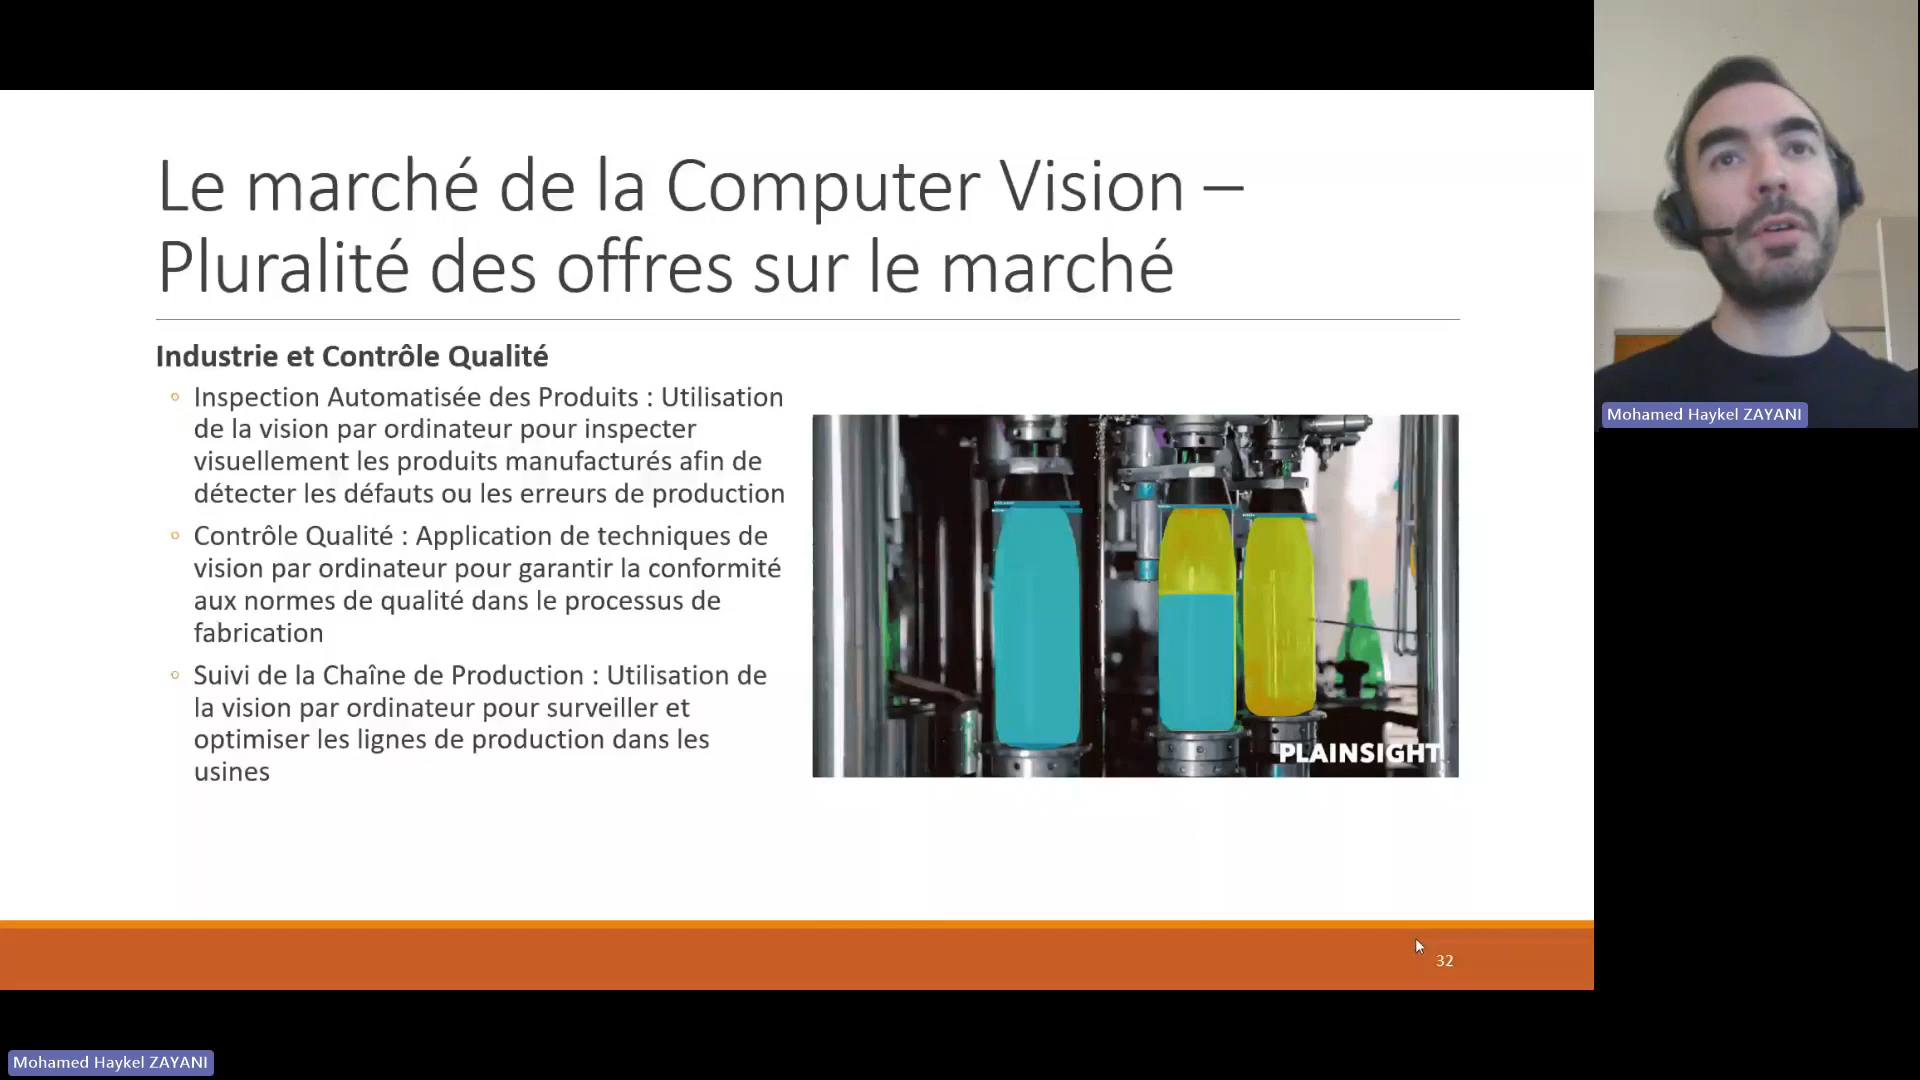 Le marché de la Computer Vision –
Pluralité des offres sur le marché
Industrie et Contrôle Qualité
◦ Inspection Automatisée des Produits : Utilisation
de la vision par ordinateur pour inspecter
visuellement les produits manufacturés afin de
détecter les défauts ou les erreurs de production
◦ Contrôle Qualité : Application de techniques de
vision par ordinateur pour garantir la conformité
aux normes de qualité dans le processus de
fabrication
◦ Suivi de la Chaîne de Production : Utilisation de
la vision par ordinateur pour surveiller et
optimiser les lignes de production dans les
usines
PLAINSIGHT
32
Mohamed Haykel ZAYANI
Mohamed Haykel ZAYANI